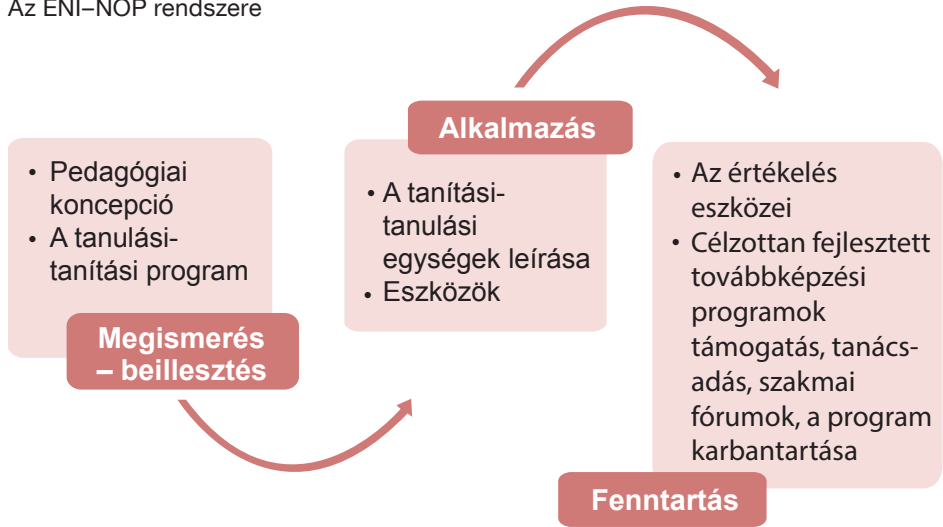 Az ENI–NOP rendszere
• Pedagógiai
koncepció
• A tanulási-
tanítási program
Megismerés
– beillesztés
Alkalmazás
• A tanítási-
tanulási
egységek leírása
• Eszközök
• Az értékelés
eszközei
• Célzottan fejlesztett
továbbképzési
programok
támogatás, tanács-
adás, szakmai
fórumok, a program
karbantartása
Fenntartás